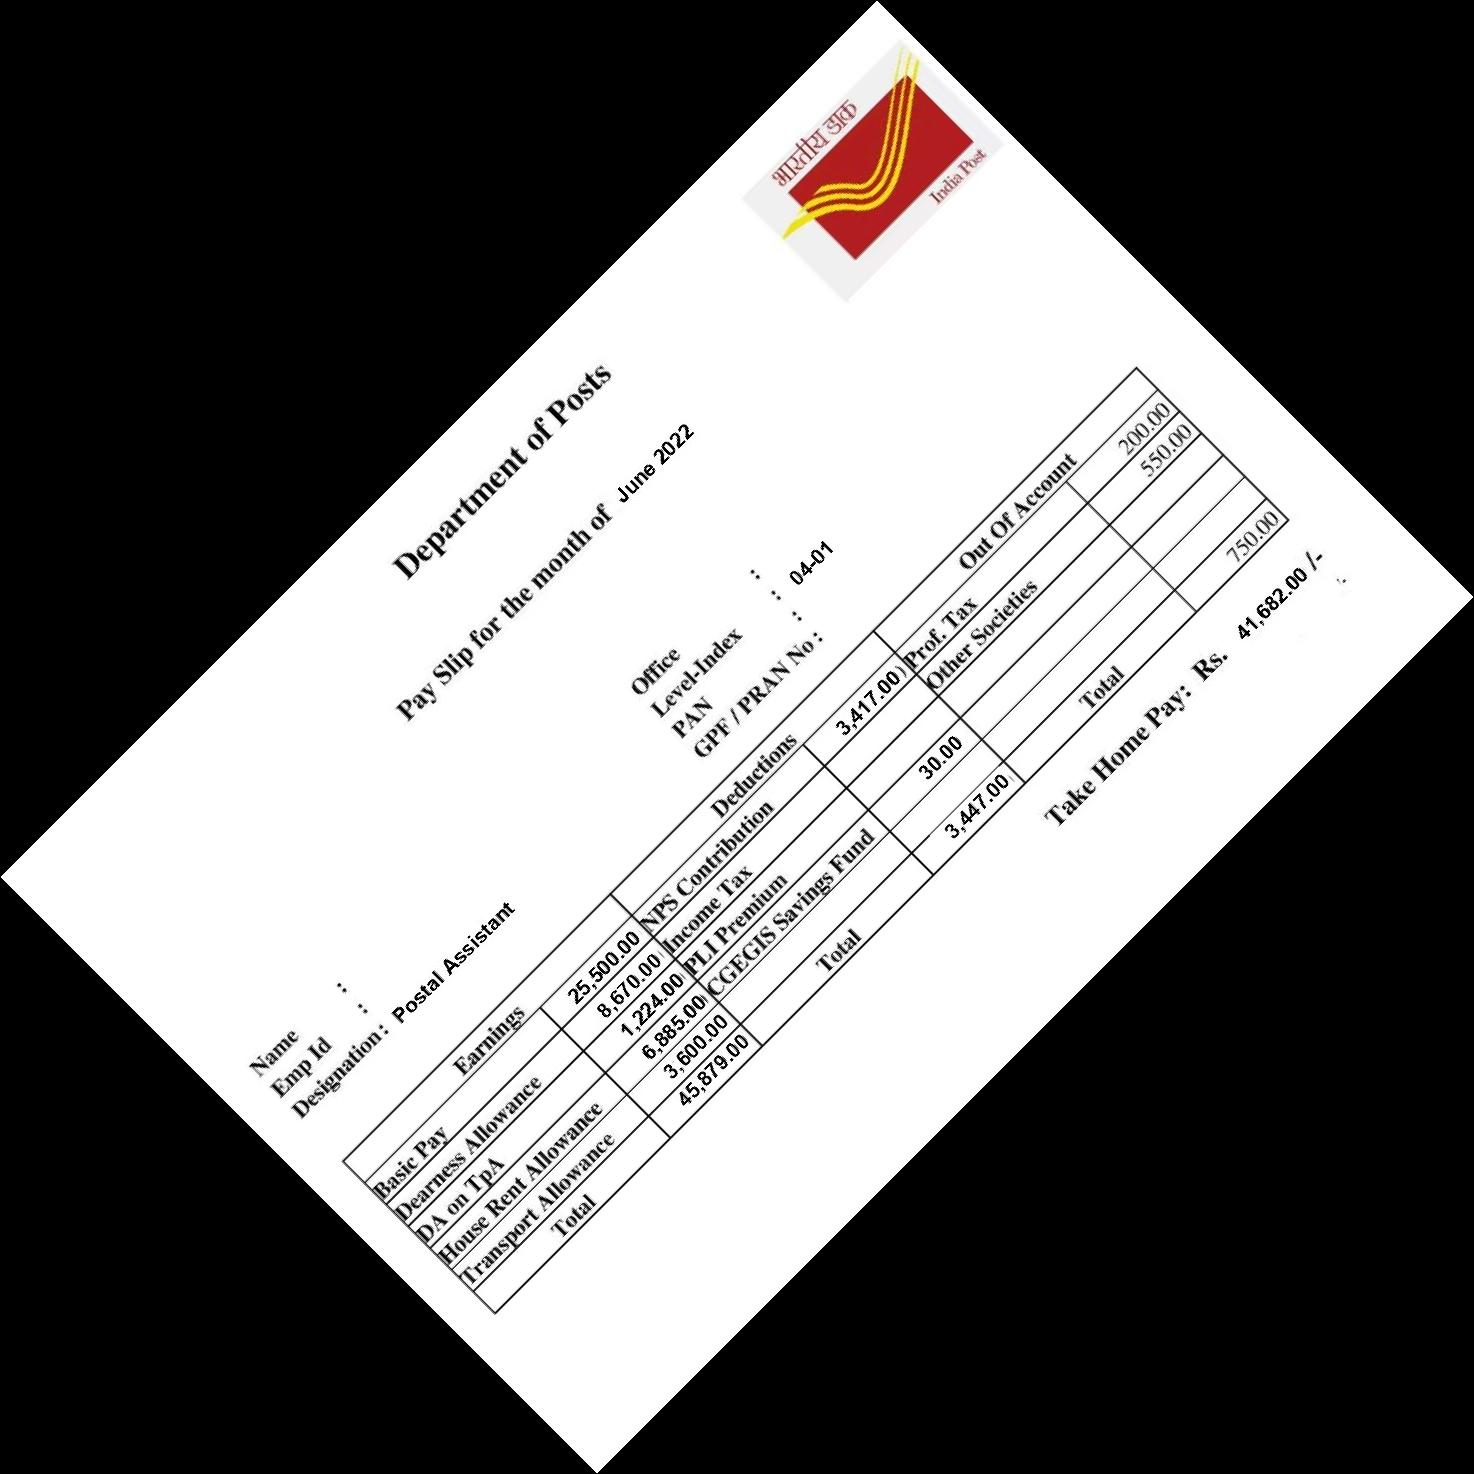 भारतीय डाक
India Post
Department of Posts
Pay Slip for the month of June 2022
Name :
Emp Id :
Designation : Postal Assistant
Office :
Level-Index : 04-01
PAN :
GPF / PRAN No :
Earnings Deductions Out Of Account
Basic Pay 25,500.00 NPS Contribution 3,417.00 Prof. Tax 200.00
Dearness Allowance 8,670.00 Income Tax Other Societies 550.00
DA on TpA 1,224.00 PLI Premium
House Rent Allowance 6,885.00 CGEGIS Savings Fund 30.00
Transport Allowance 3,600.00
Total 45,879.00 Total 3,447.00 Total 750.00
Take Home Pay: Rs. 41,682.00 /-